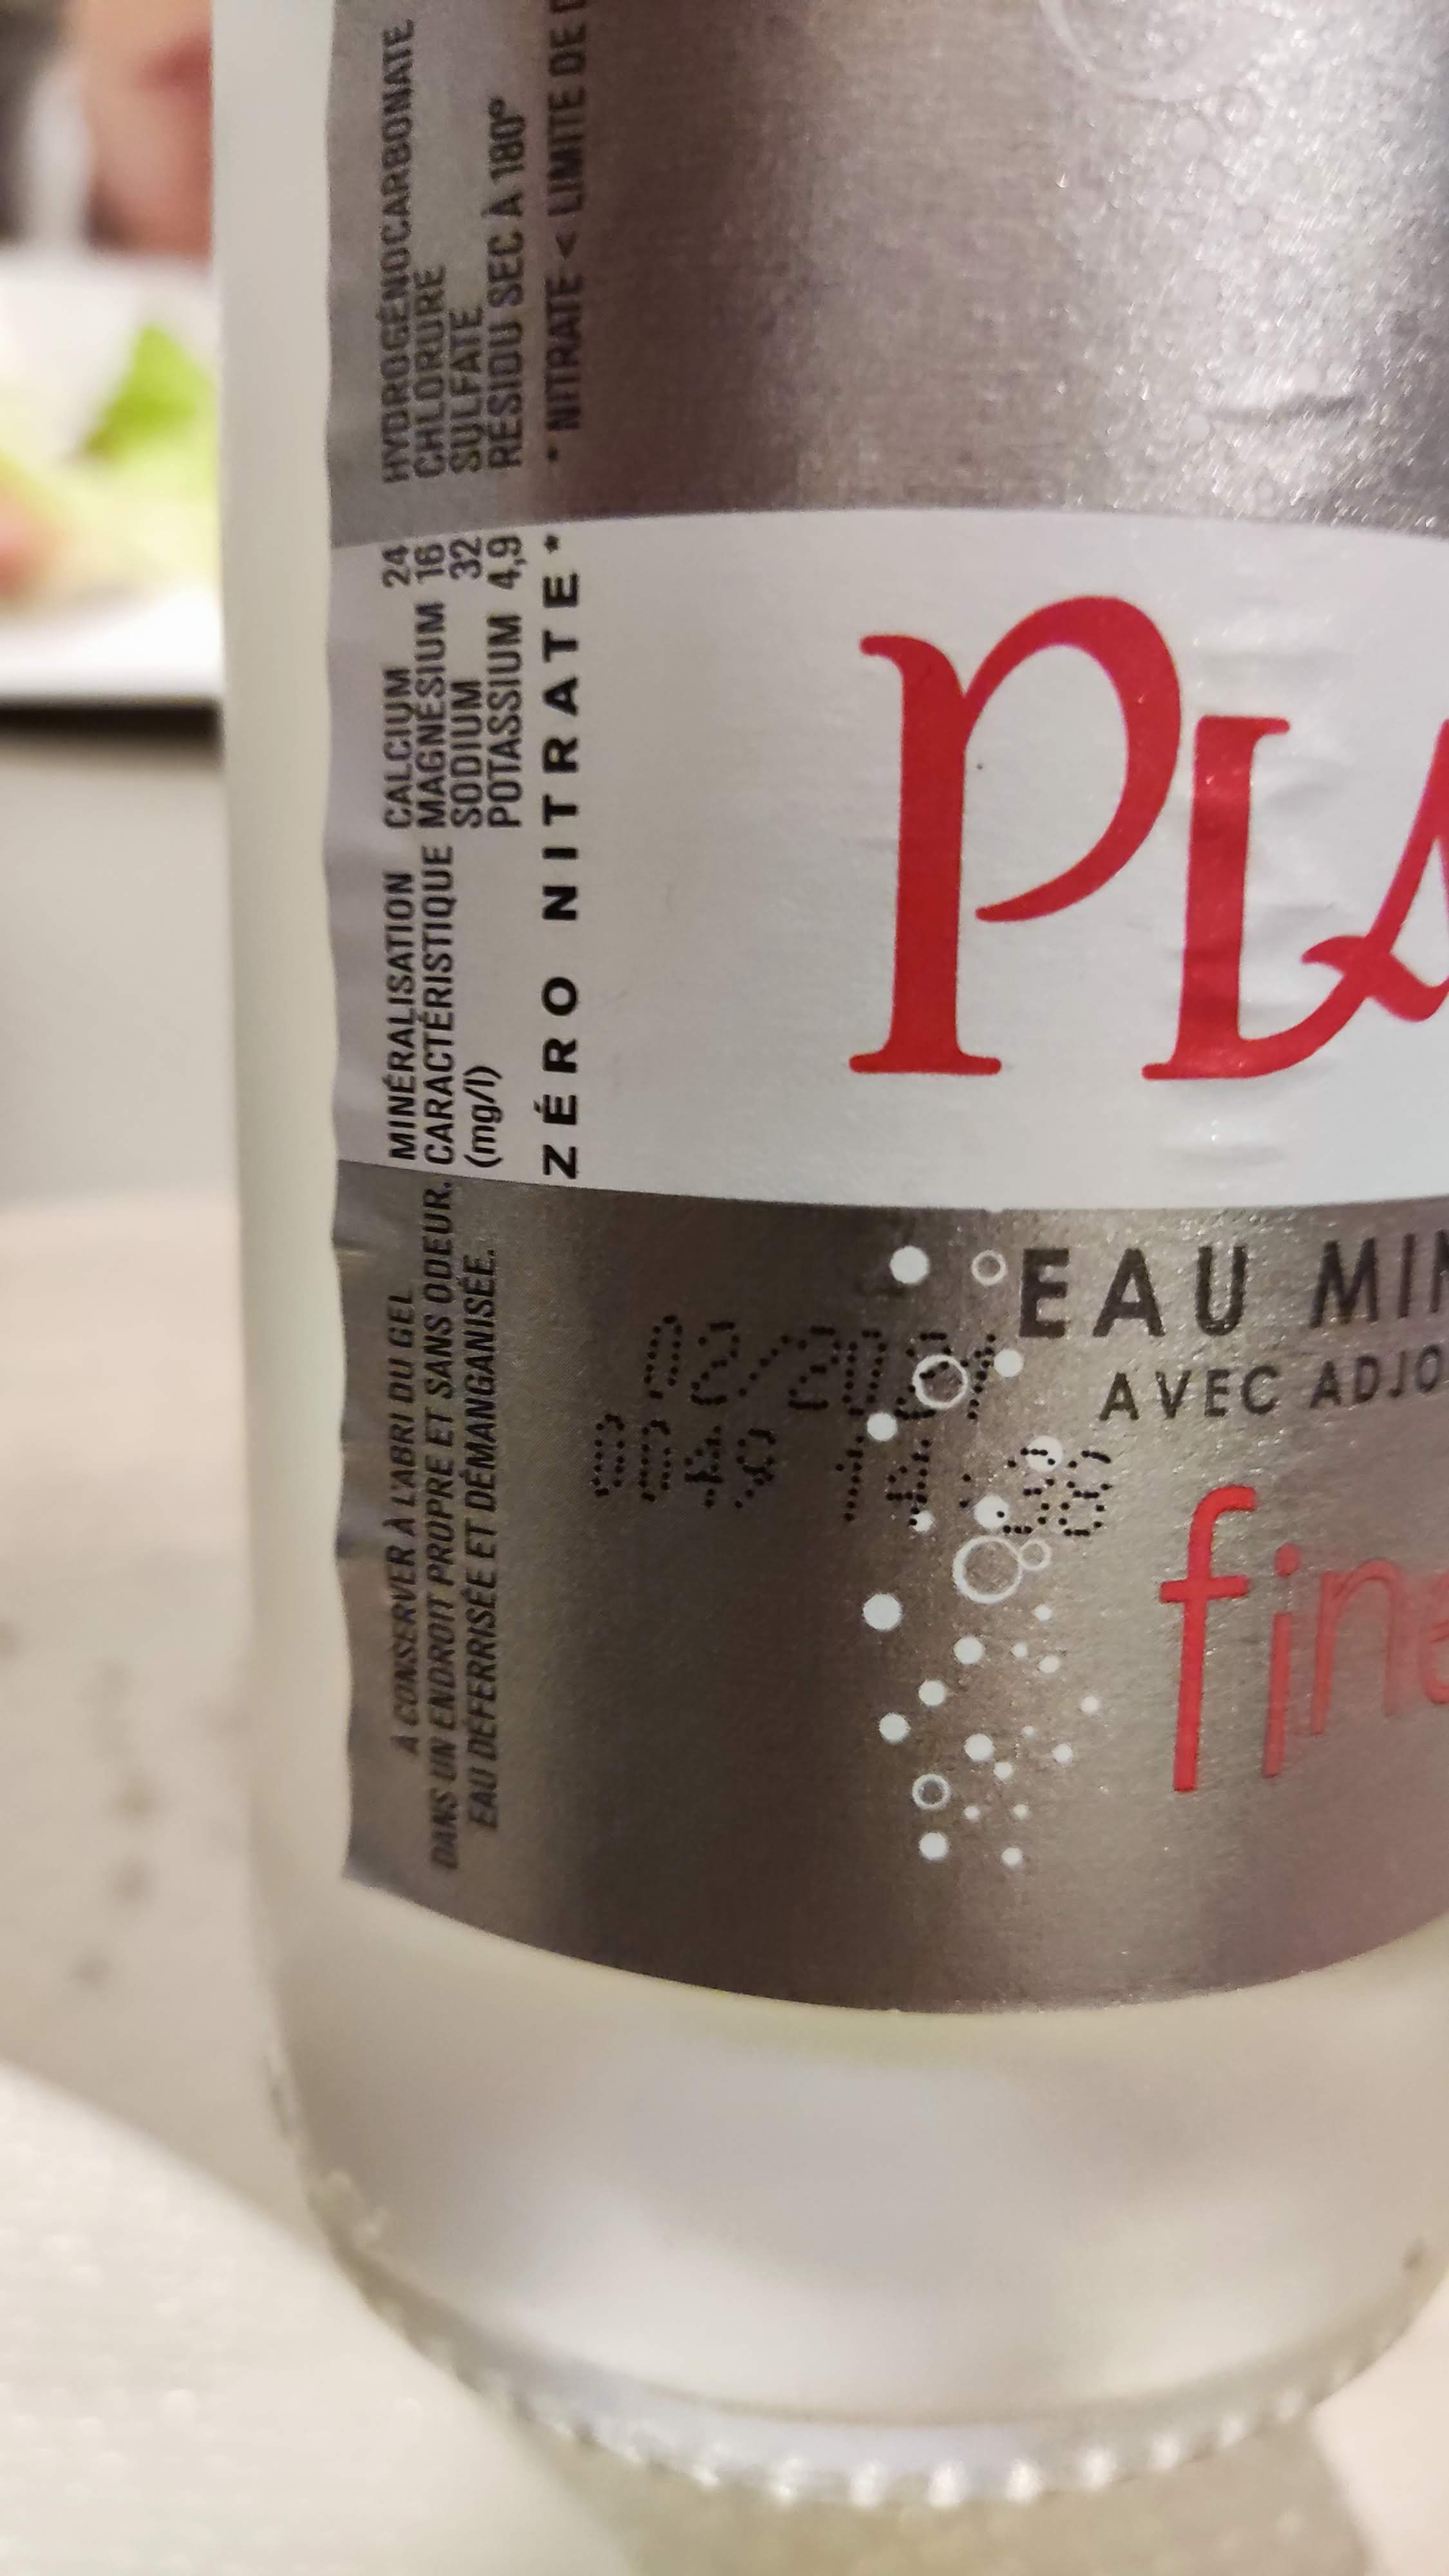 HYDROGÉNOCARBONATE
CHLORURE
SULFATE
RÉSIDU SEC À 180°
* NITRATE < LIMITE DE
MINÉRALISATION
CARACTÉRISTIQUE
(mg/l)
CALCIUM 24
MAGNÉSIUM 16
SODIUM 32
POTASSIUM 4,9
ZÉRO NITRATE*
À CONSERVER À L'ABRI DU GEL
DANS UN ENDROIT PROPRE ET SANS ODEUR.
EAU DÉFERRISÉE ET DÉMANGANISÉE.
PLA
EAU MIN
AVEC ADJO
fine
14:38